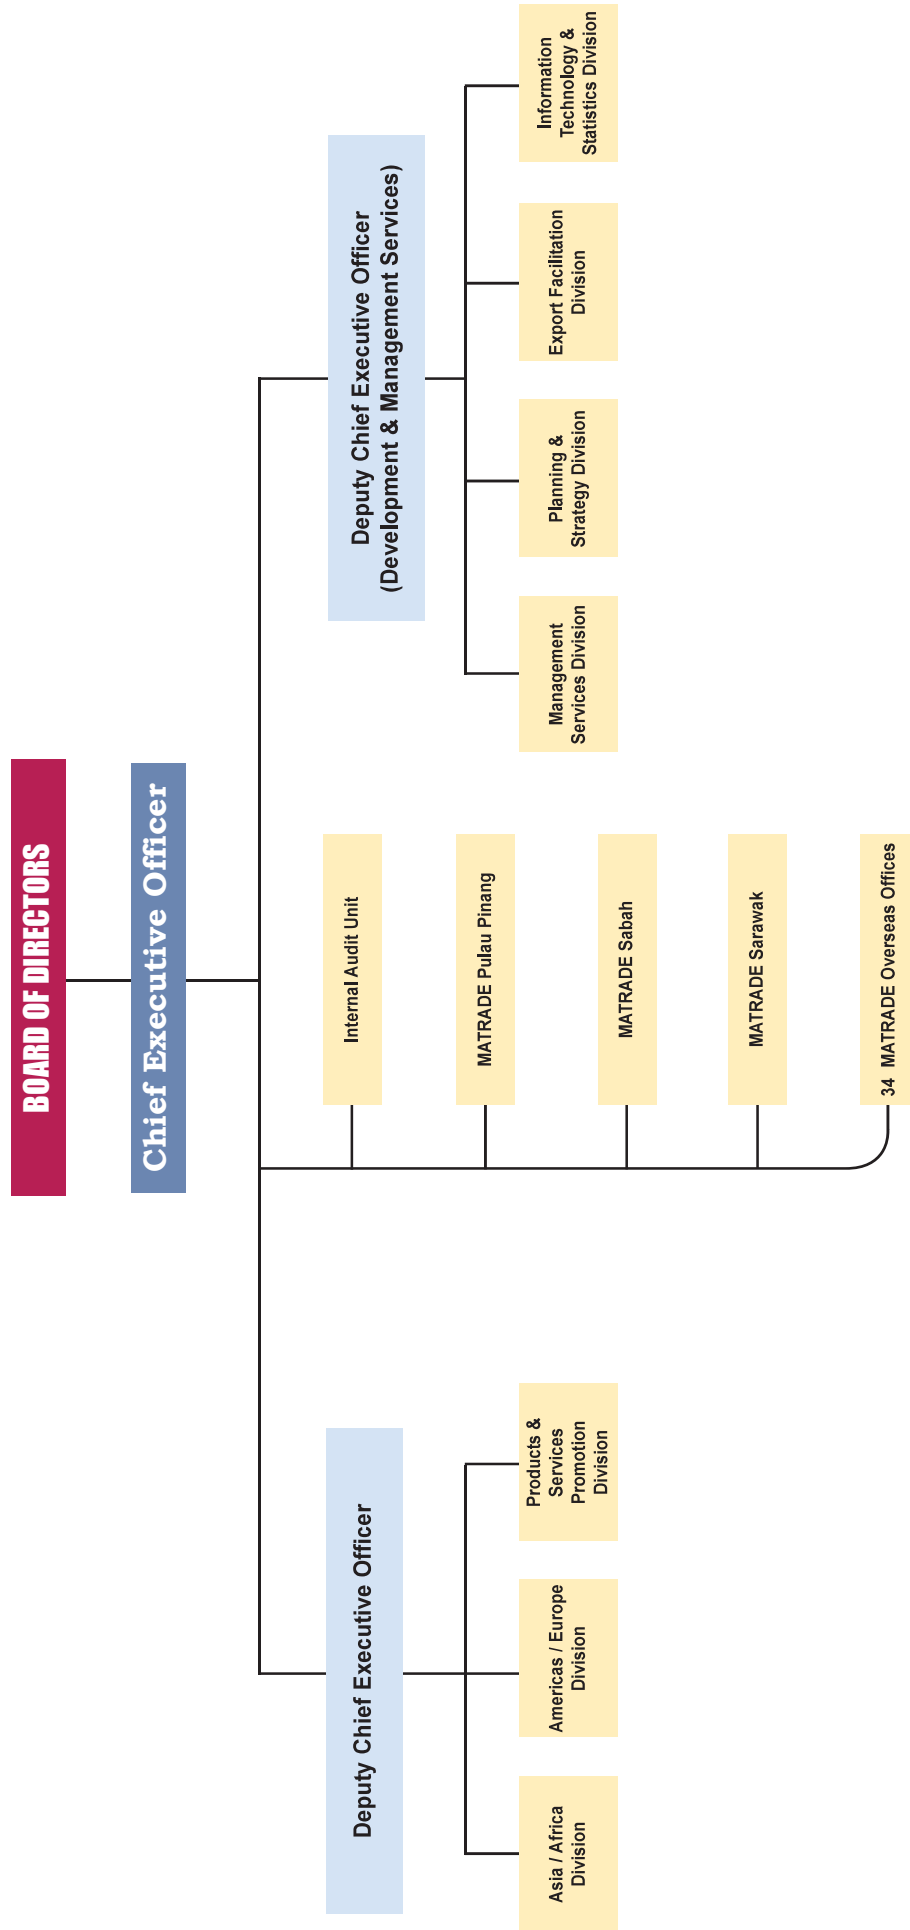 BOARD OF DIRECTORS
Chief Executive Officer
Deputy Chief Executive Officer
Asia / Africa
Division
Americas / Europe
Division
Products &
Services
Promotion
Division
Internal Audit Unit
MATRADE Pulau Pinang
MATRADE Sabah
MATRADE Sarawak
34 MATRADE Overseas Offices
Deputy Chief Executive Officer
(Development & Management Services)
Management
Services Division
Planning &
Strategy Division
Export Facilitation
Division
Information
Technology &
Statistics Division